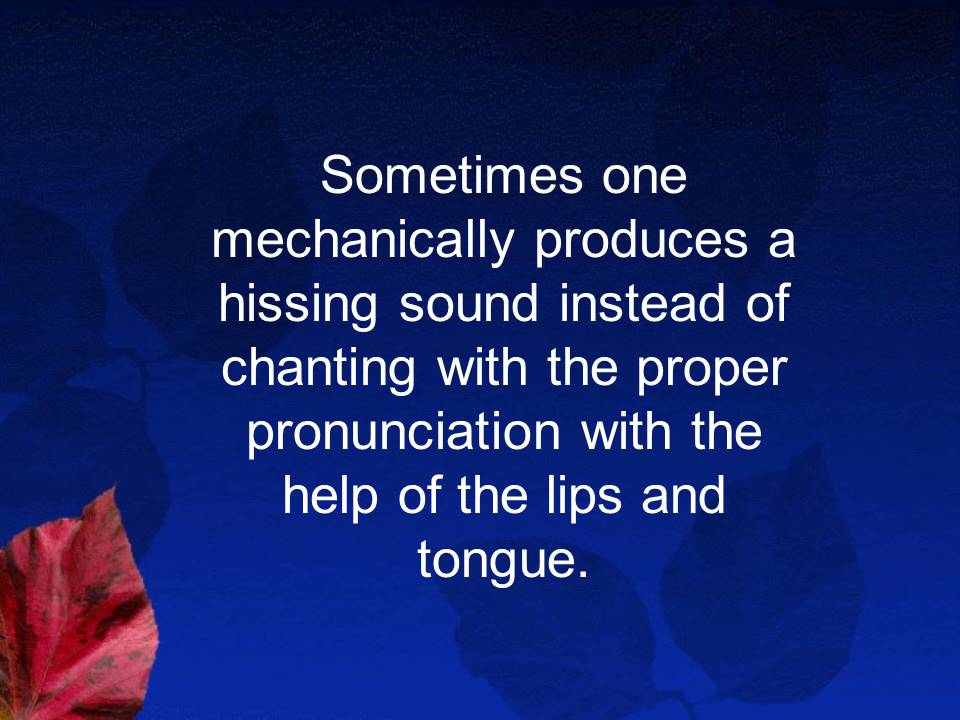 Sometimes one
mechanically produces a
hissing sound instead of
chanting with the proper
pronunciation with the
help of the lips and
tongue.